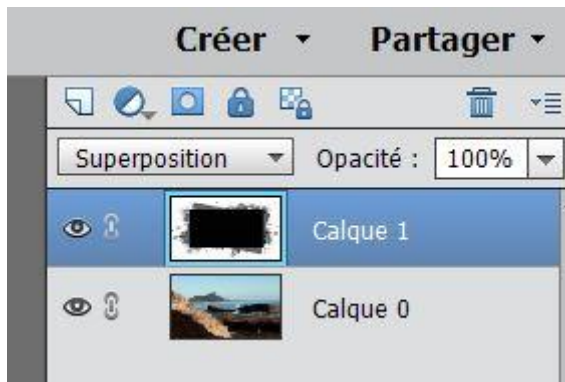 Créer Partager
Superposition Opacité : 100%
Calque 1
Calque 0